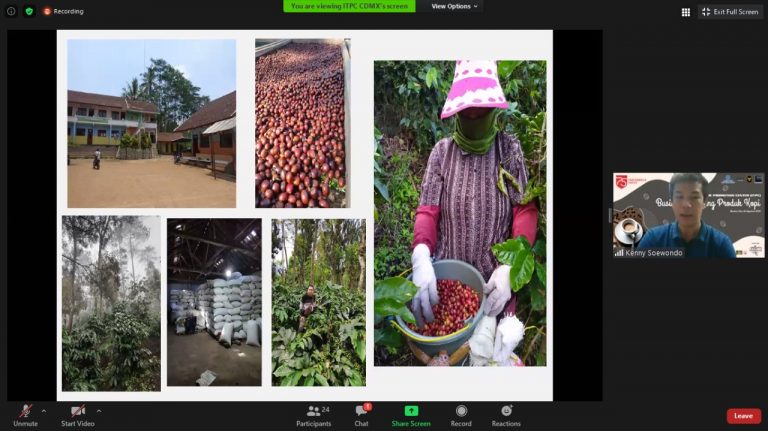 Recording
You are viewing ITPC CDMX's screen
View Options
Exit Full Screen
Produk Kopi
Kenny Soewondo
Unmute
Start Video
24
Participants
1
Chat
Share Screen
Record
Reactions
Leave